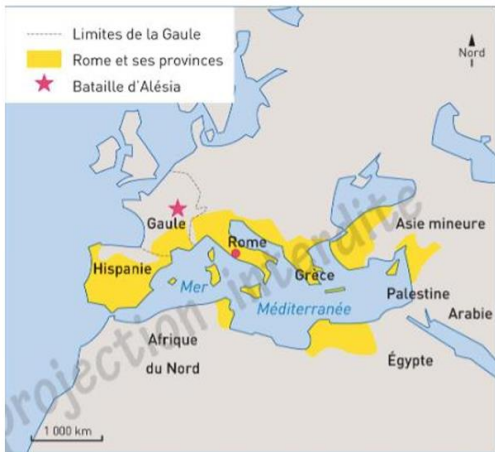 Limites de la Gaule
Rome et ses provinces
Bataille d'Alésia
Nord
Gaule
Rome
Asie mineure
Hispanie
Grèce
Mer
Méditerranée
Palestine
Arabie
Afrique
du Nord
Égypte
projection interdite
1 000 km